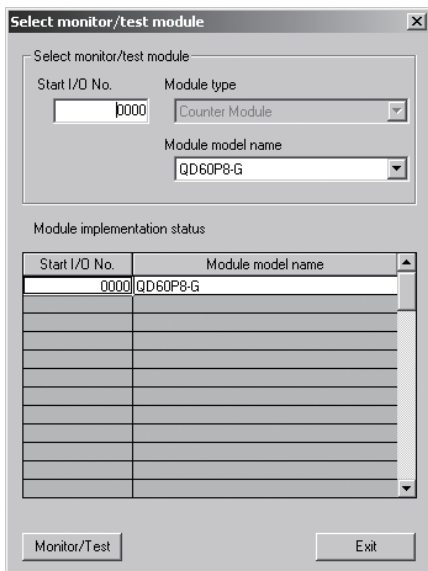 Select monitor/test module
Select monitor/test module
Start I/O No. Module type
0000 Counter Module
Module model name
QD60P8-G
Module implementation status
Start I/O No. Module model name
0000 QD60P8-G
Monitor/Test Exit